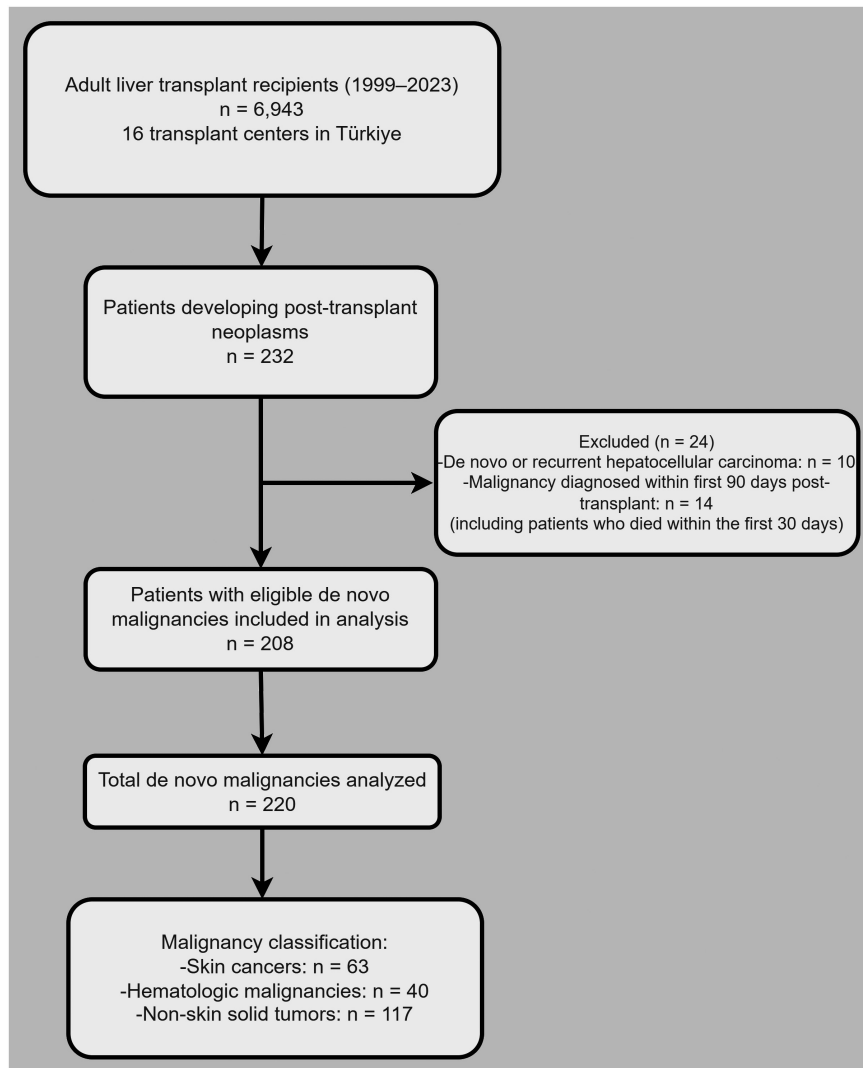 Adult liver transplant recipients (1999–2023)
n = 6,943
16 transplant centers in Türkiye
Patients developing post-transplant
neoplasms
n = 232
Excluded (n = 24)
-De novo or recurrent hepatocellular carcinoma: n = 10
-Malignancy diagnosed within first 90 days post-
transplant: n = 14
(including patients who died within the first 30 days)
Patients with eligible de novo
malignancies included in analysis
n = 208
Total de novo malignancies analyzed
n = 220
Malignancy classification:
-Skin cancers: n = 63
-Hematologic malignancies: n = 40
-Non-skin solid tumors: n = 117